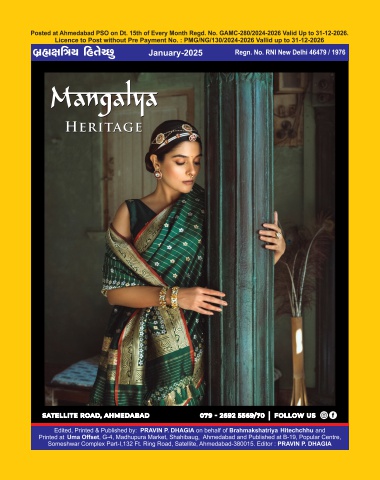 Posted at Ahmedabad PSO on Dt. 15th of Every Month Regd. No. GAMC-280/2024-2026 Valid Up to 31-12-2026.
Licence to Post without Pre Payment No. : PMG/NG/130/2024-2026 Vallid up to 31-12-2026
બ્રહ્મક્ષત્રિય હિતેચ્છુ January-2025 Regn. No. RNI New Delhi 46479 / 1976
Mangalya
HERITAGE
SATELLITE ROAD, AHMEDABAD 079 - 2692 5569/70 | FOLLOW US
Edited, Printed & Published by: PRAVIN P. DHAGIA on behalf of Brahmakshatriya Hitechchhu and
Printed at Uma Offset, G-4, Madhupura Market, Shahibaug, Ahmedabad and Published at B-19, Popular Centre,
Someshwar Complex Part-I,132 Ft. Ring Road, Satellite, Ahmedabad-380015. Editor : PRAVIN P. DHAGIA